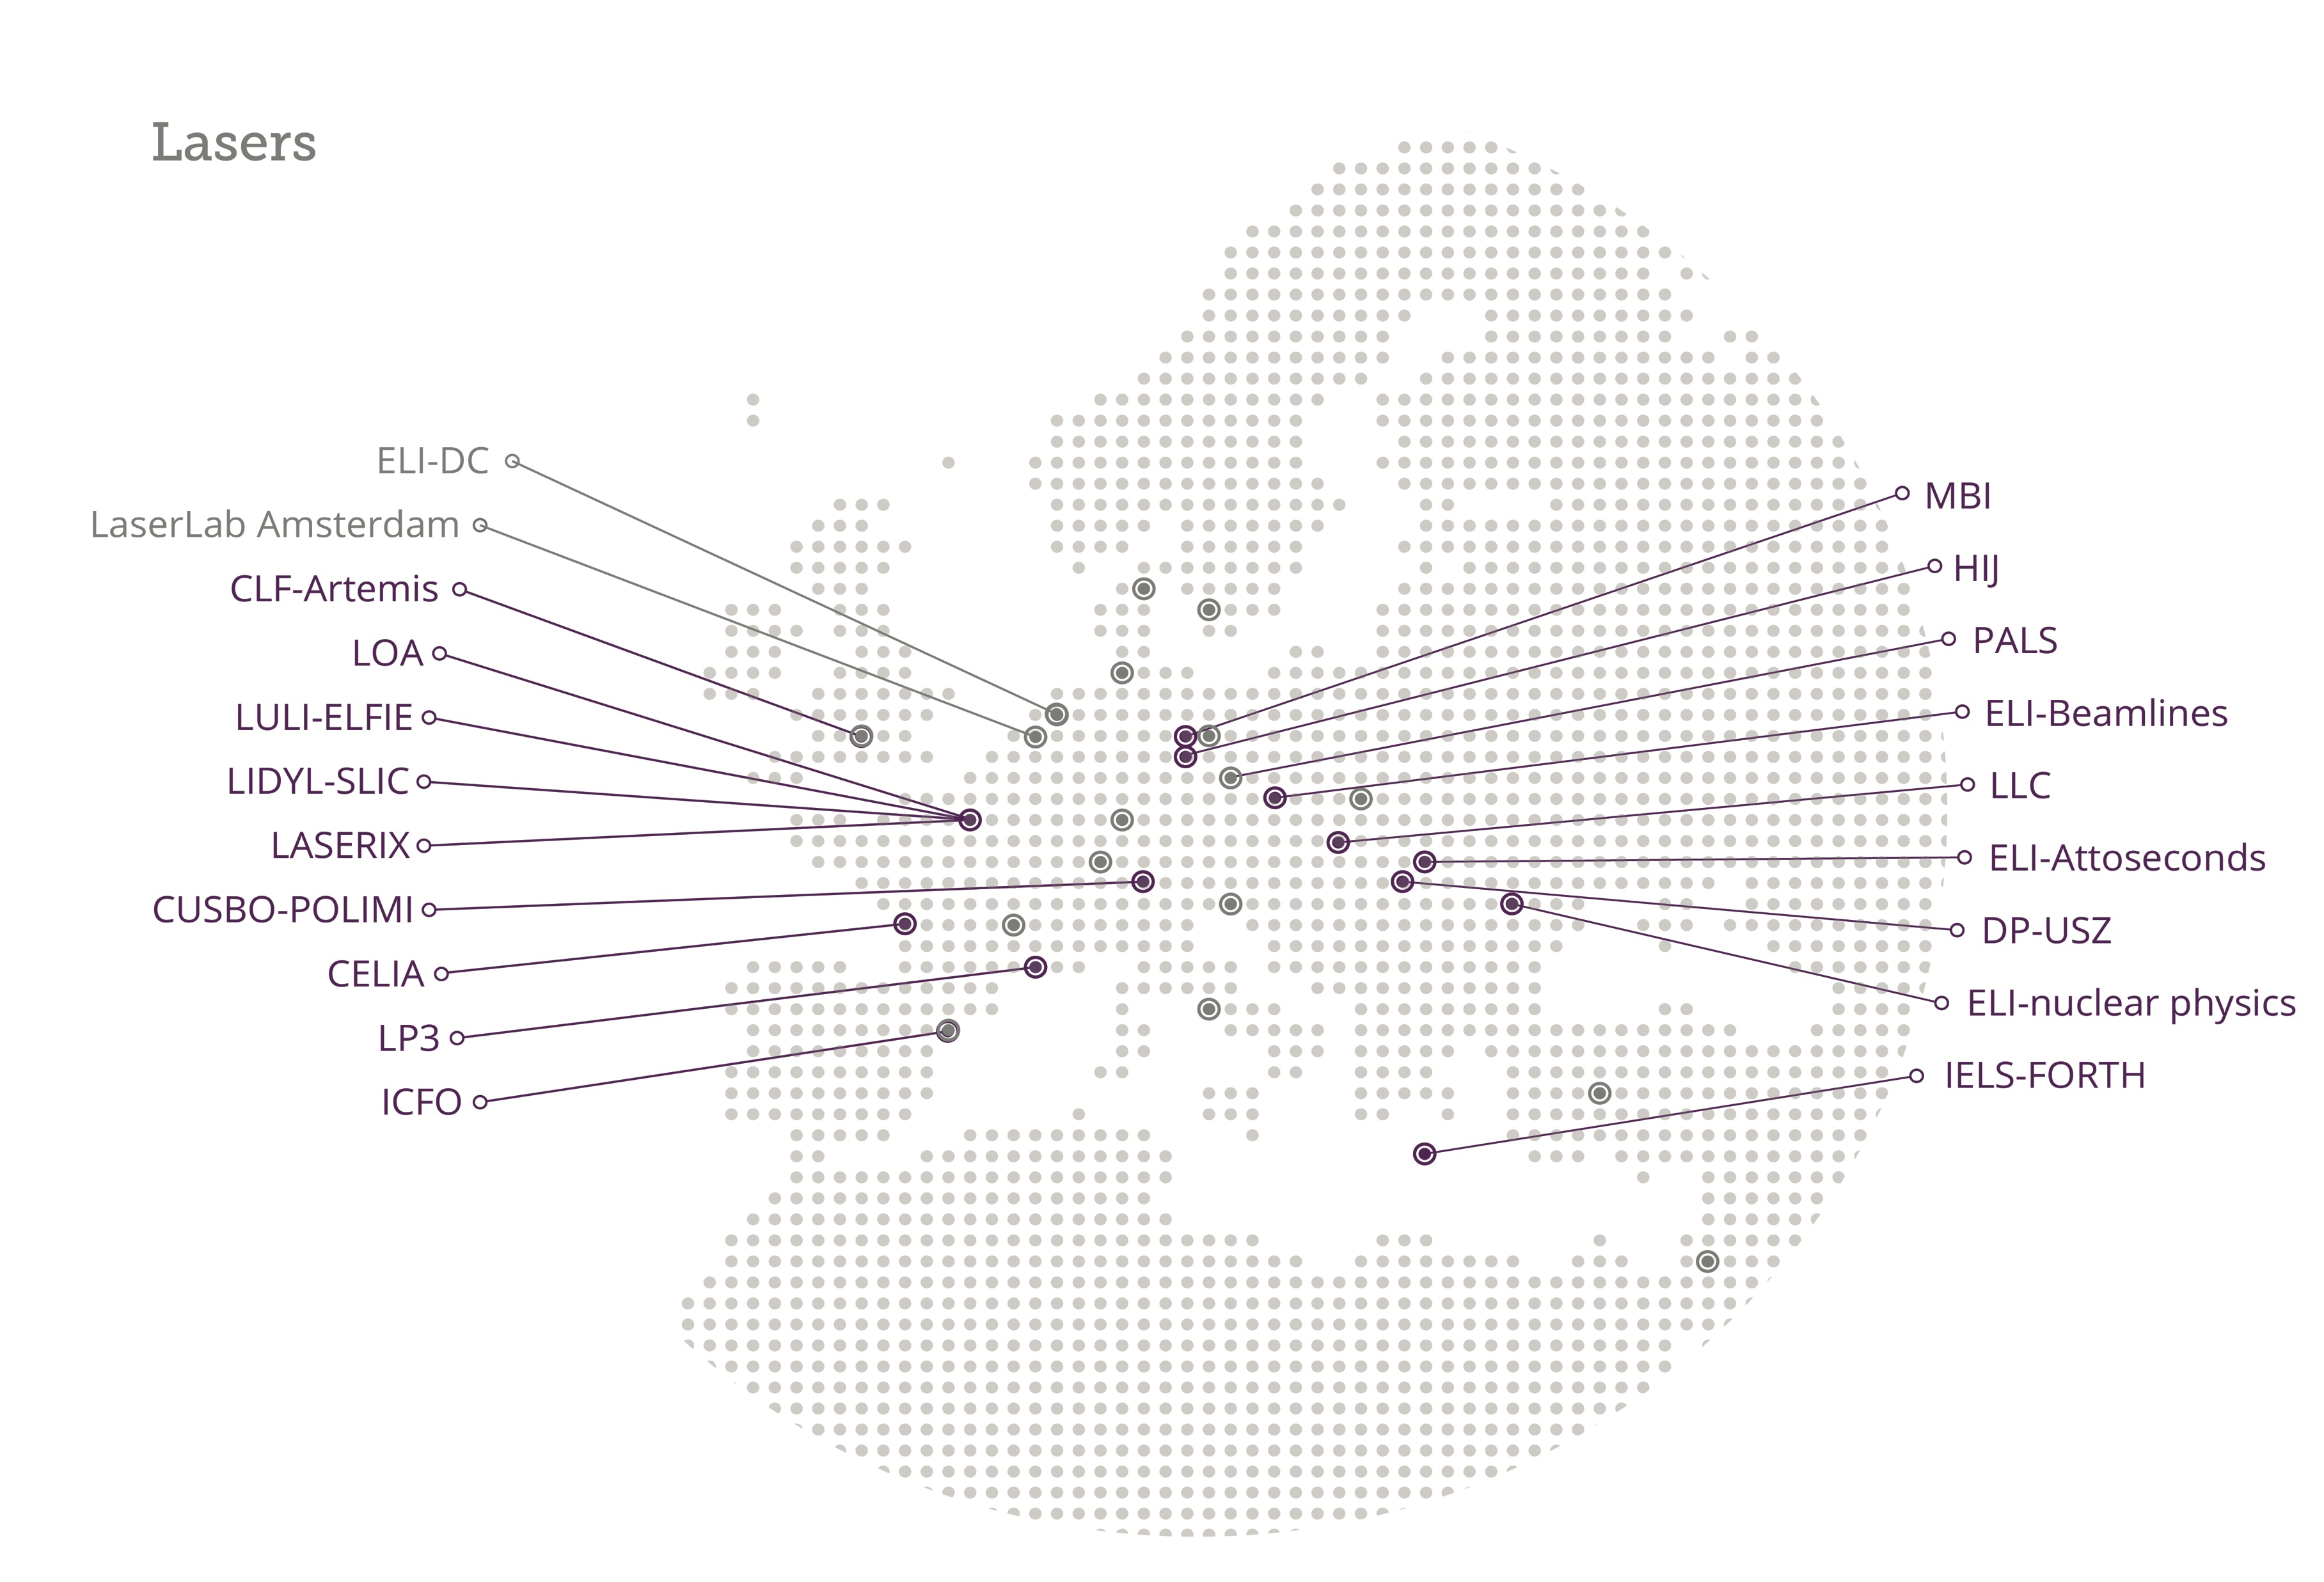 Lasers
ELI-DC
LaserLab Amsterdam
CLF-Artemis
LOA
LULI-ELFIE
LIDYL-SLIC
LASERIX
CUSBO-POLIMI
CELIA
LP3
ICFO
MBI
HIJ
PALS
ELI-Beamlines
LLC
ELI-Attoseconds
DP-USZ
ELI-nuclear physics
IELS-FORTH